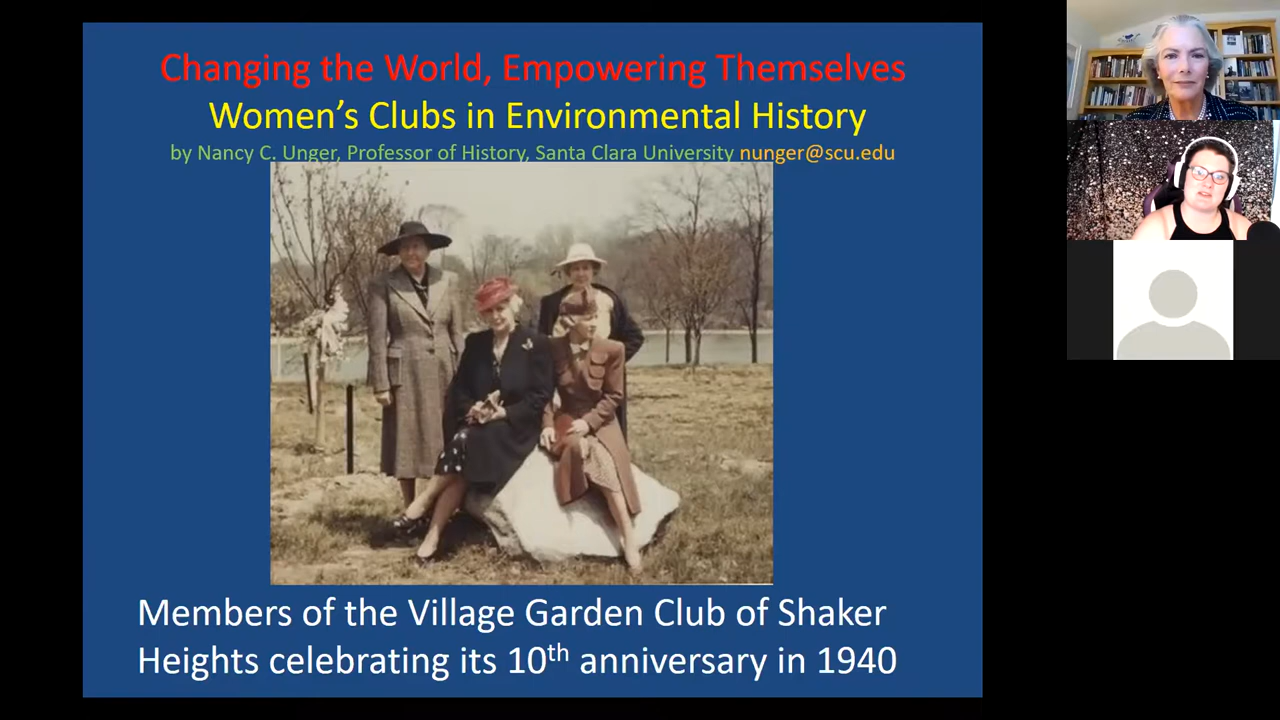 Changing the World, Empowering Themselves
Women's Clubs in Environmental History
by Nancy C. Unger, Professor of History, Santa Clara University nunger@scu.edu
Members of the Village Garden Club of Shaker
Heights celebrating its 10th anniversary in 1940